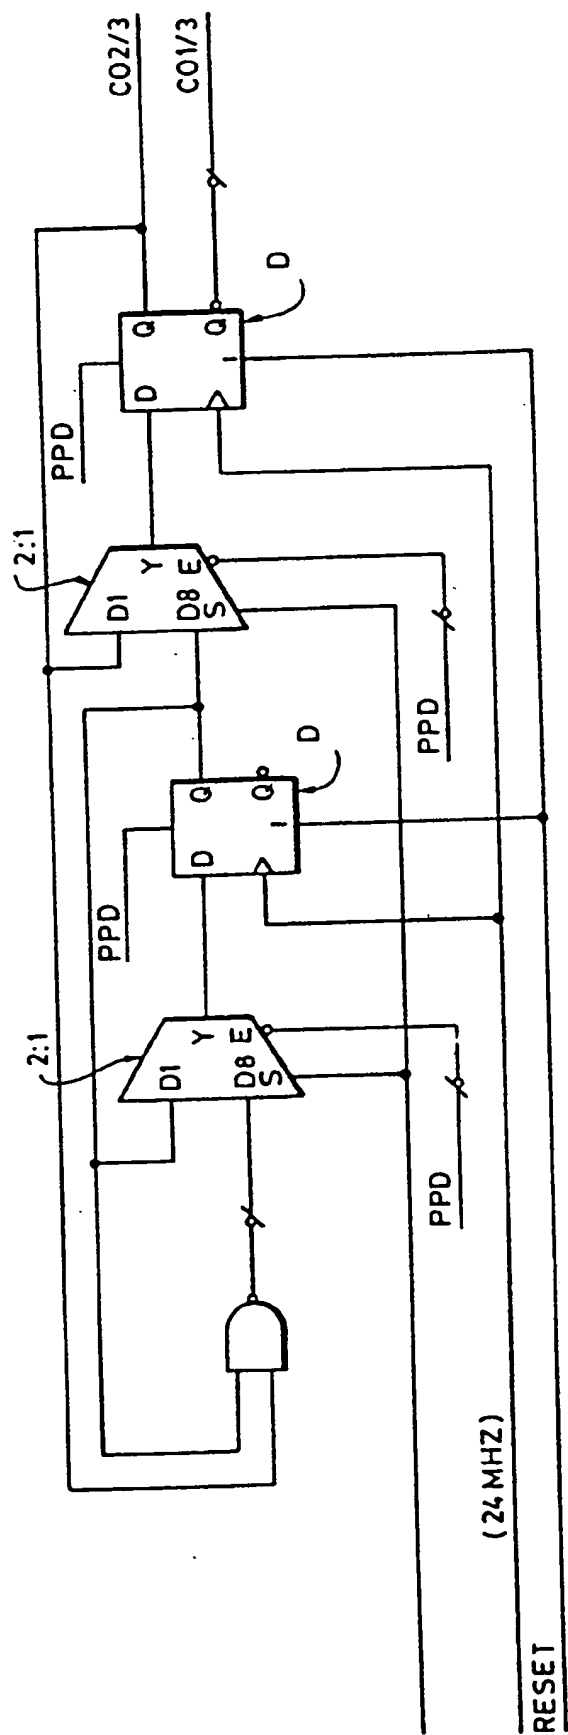 CO2/3
CO1/3
PPD
Q
D
Q
I
D
2:1
D1
Y
D8
E
S
PPD
PPD
Q
D
Q
I
D
2:1
D1
Y
D8
E
S
PPD
(24 MHZ)
RESET